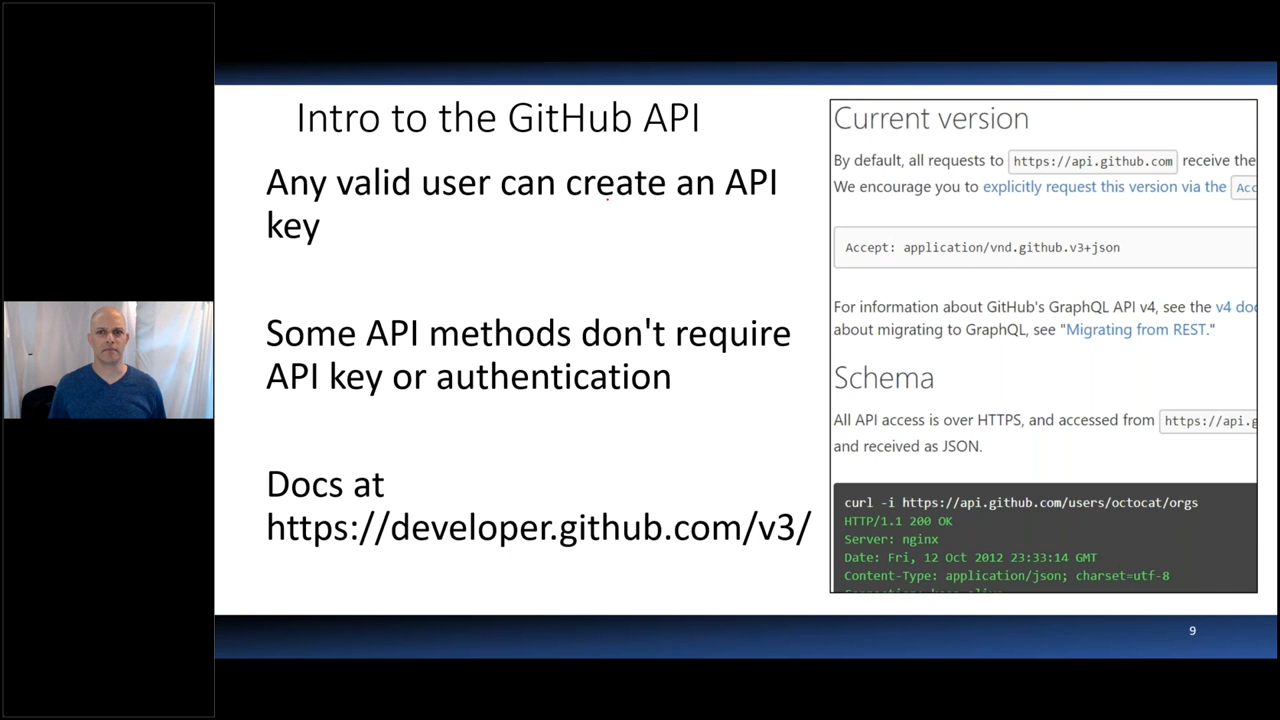 Intro to the GitHub API
Any valid user can create an API
key
Some API methods don't require
API key or authentication
Docs at
https://developer.github.com/v3/
Current version
By default, all requests to https://api.github.com receive the
We encourage you to explicitly request this version via the Acc
Accept: application/vnd.github.v3+json
For information about GitHub's GraphQL API v4, see the v4 doc
about migrating to GraphQL, see "Migrating from REST."
Schema
All API access is over HTTPS, and accessed from https://api.g
and received as JSON.
curl -i https://api.github.com/users/octocat/orgs
HTTP/1.1 200 OK
Server: nginx
Date: Fri, 12 Oct 2012 23:33:14 GMT
Content-Type: application/json; charset=utf-8
9